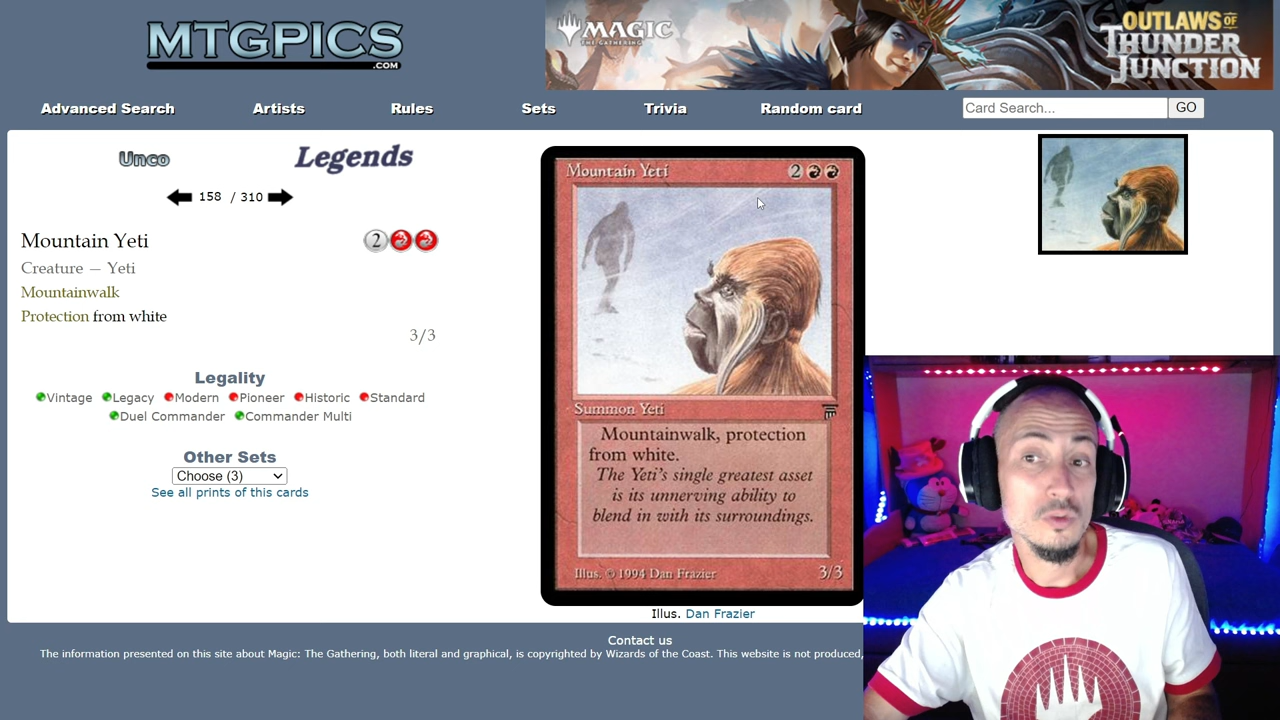 MTGPICS
.COM
MAGIC
THE GATHERING
OUTLAWS OF
THUNDER
JUNCTION
Advanced Search
Artists
Rules
Sets
Trivia
Random card
Card Search...
GO
Unco
Legends
158 / 310
Mountain Yeti
2
Creature — Yeti
Mountainwalk
Protection from white
3/3
Legality
Vintage Legacy Modern Pioneer Historic Standard
Duel Commander Commander Multi
Other Sets
Choose (3)
See all prints of this cards
Mountain Yeti
2
Summon Yeti
Mountainwalk, protection
from white.
The Yeti's single greatest asset
is its unnerving ability to
blend in with its surroundings.
Illus. © 1994 Dan Frazier
3/3
Illus. Dan Frazier
Contact us
The information presented on this site about Magic: The Gathering, both literal and graphical, is copyrighted by Wizards of the Coast. This website is not produced,